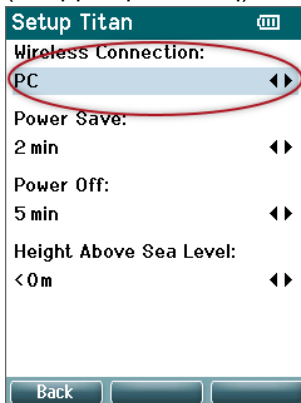 Setup Titan
Wireless Connection:
PC
Power Save:
2 min
Power Off:
5 min
Height Above Sea Level:
<0m
Back